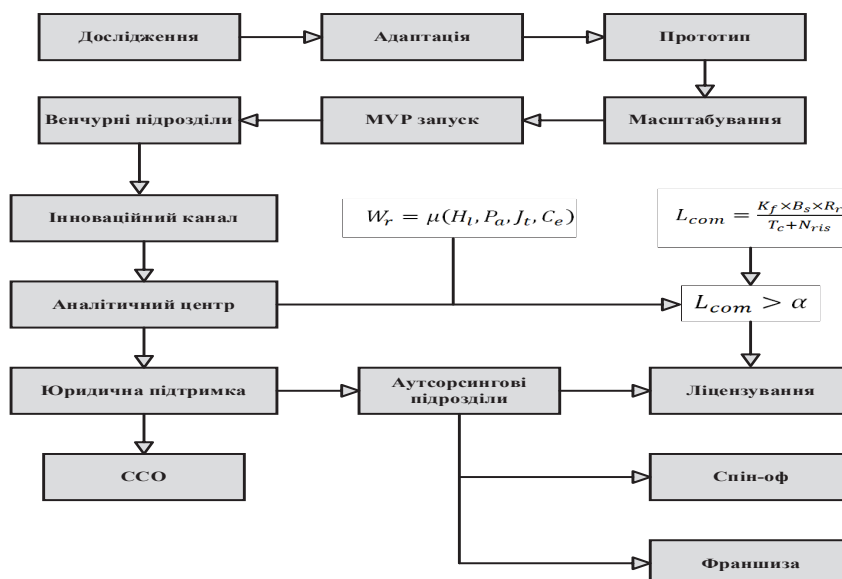 Дослідження
Адаптація
Прототип
Венчурні підрозділи
MVP запуск
Масштабування
Інноваційний канал
W_r = μ(H_l, P_a, J_t, C_e)
L_com = (K_f × B_s × R_r) / (T_c + N_ris)
Аналітичний центр
L_com > α
Юридична підтримка
Аутсорсингові
підрозділи
Ліцензування
ССО
Спін-оф
Франшиза